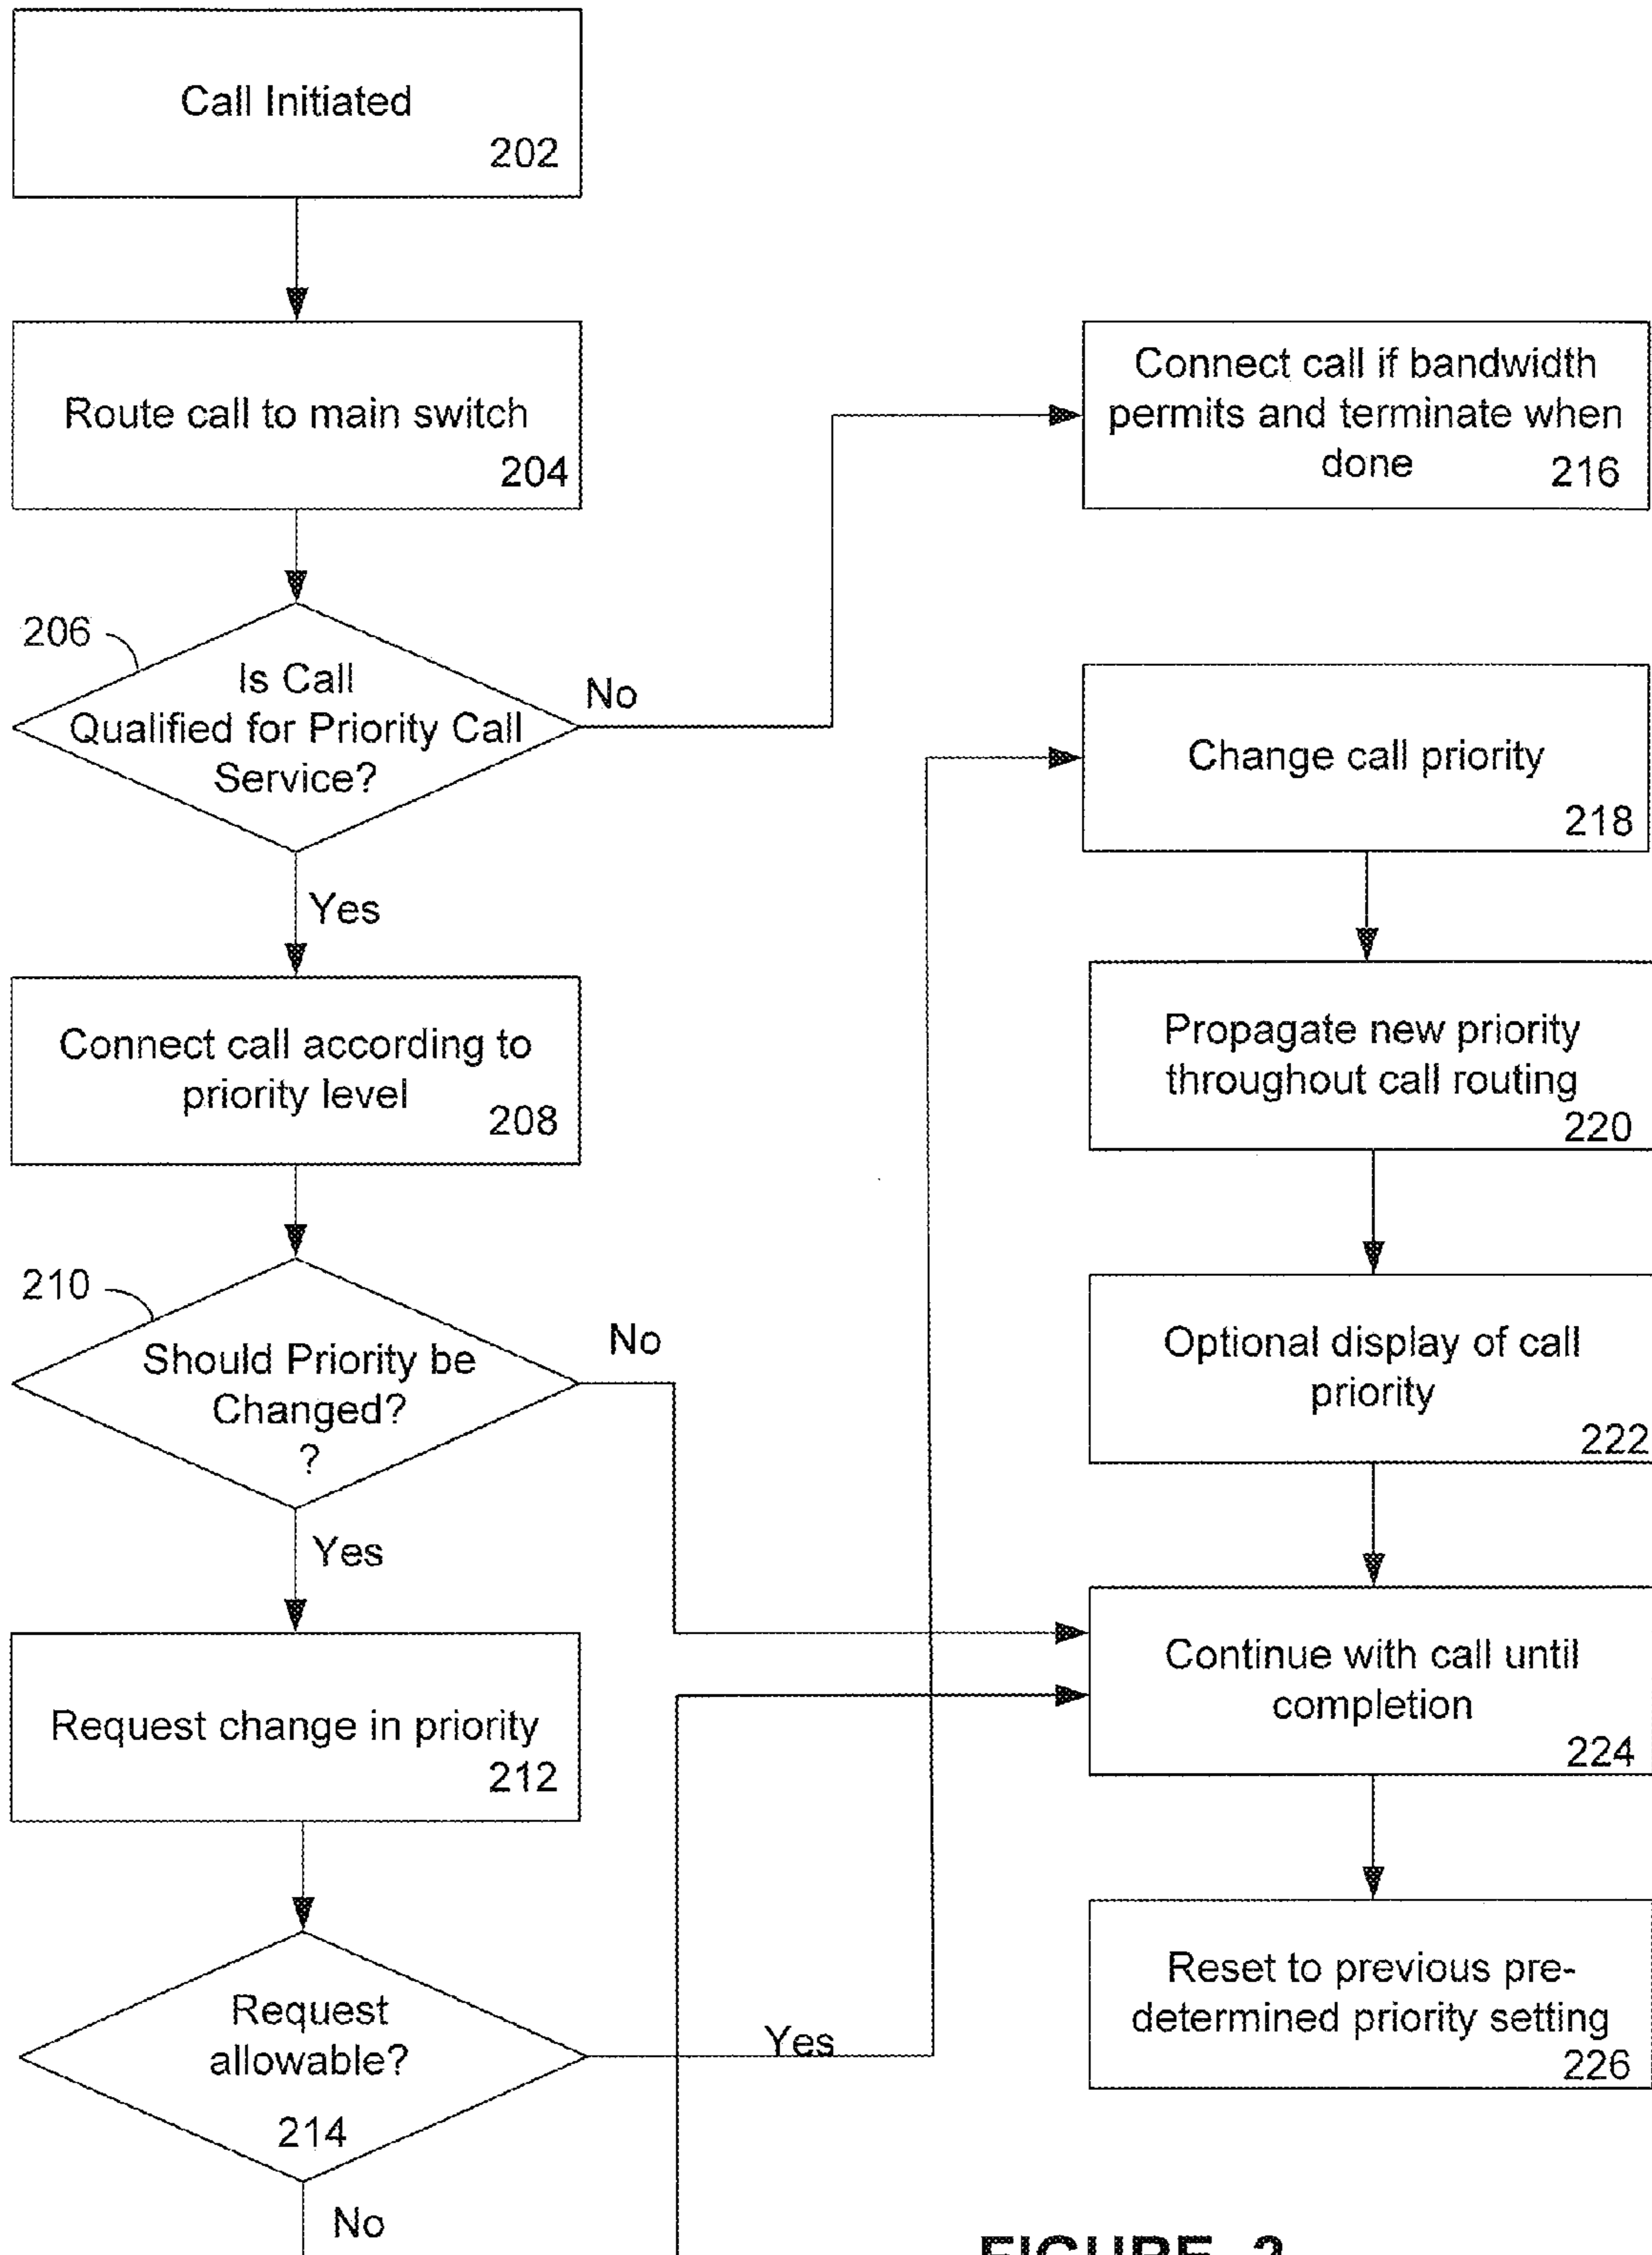 Call Initiated
202
Route call to main switch
204
206
Is Call
Qualified for Priority Call
Service?
No
Yes
Connect call according to
priority level
208
210
Should Priority be
Changed?
?
No
Yes
Request change in priority
212
Request
allowable?
214
Yes
No
Connect call if bandwidth
permits and terminate when
done
216
Change call priority
218
Propagate new priority
throughout call routing
220
Optional display of call
priority
222
Continue with call until
completion
224
Reset to previous pre-
determined priority setting
226
FIGURE 2